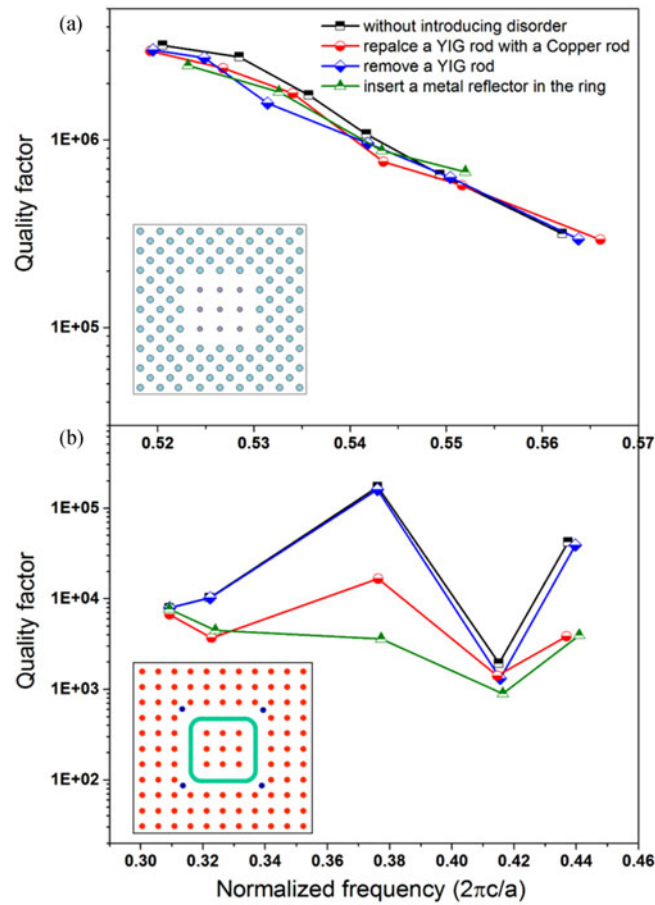 (a)
without introducing disorder
repalce a YIG rod with a Copper rod
remove a YIG rod
insert a metal reflector in the ring
1E+06
1E+05
Quality factor
0.52 0.53 0.54 0.55 0.56 0.57
(b)
1E+05
1E+04
1E+03
1E+02
Quality factor
0.30 0.32 0.34 0.36 0.38 0.40 0.42 0.44 0.46
Normalized frequency (2πc/a)